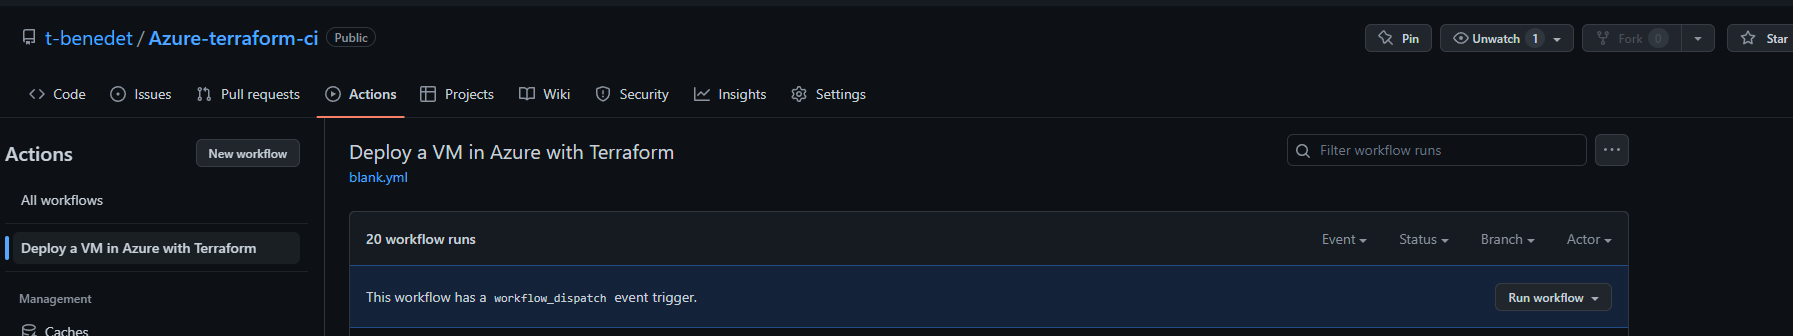 t-benedet / Azure-terraform-ci Public
Pin Unwatch 1 Fork 0 Star
Code Issues Pull requests Actions Projects Wiki Security Insights Settings
Actions New workflow
All workflows
Deploy a VM in Azure with Terraform
Management
Caches
Deploy a VM in Azure with Terraform
blank.yml
Filter workflow runs
20 workflow runs Event Status Branch Actor
This workflow has a workflow_dispatch event trigger. Run workflow